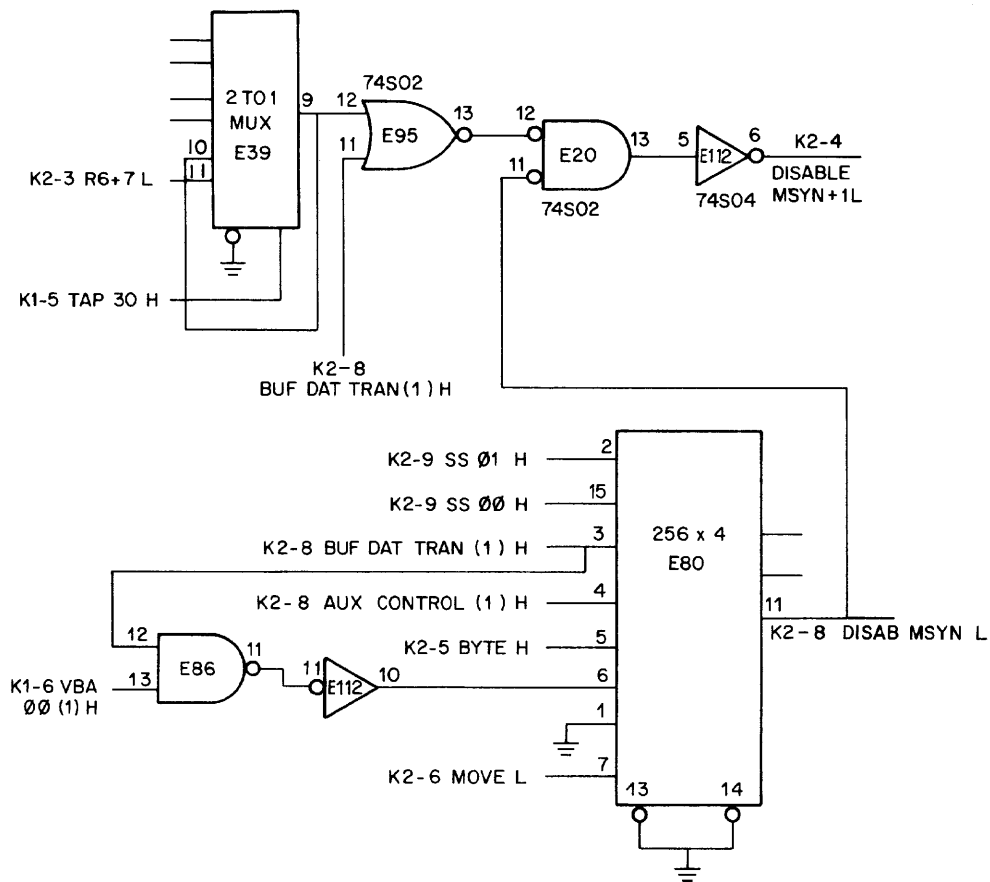 74S02
2 TO 1
MUX
E39
9
12
11
E95
13
12
11
E20
13
74S02
5
E112
6
74S04
K2-4
DISABLE
MSYN+1L
10
11
K2-3 R6+7 L
K1-5 TAP 30 H
K2-8
BUF DAT TRAN(1) H
K2-9 SS Ø1 H
2
K2-9 SS ØØ H
15
K2-8 BUF DAT TRAN (1) H
3
256 x 4
E80
K2-8 AUX CONTROL (1) H
4
11
K2-8 DISAB MSYN L
K2-5 BYTE H
5
12
13
E86
11
11
E112
10
6
K1-6 VBA
ØØ (1) H
1
K2-6 MOVE L
7
13
14